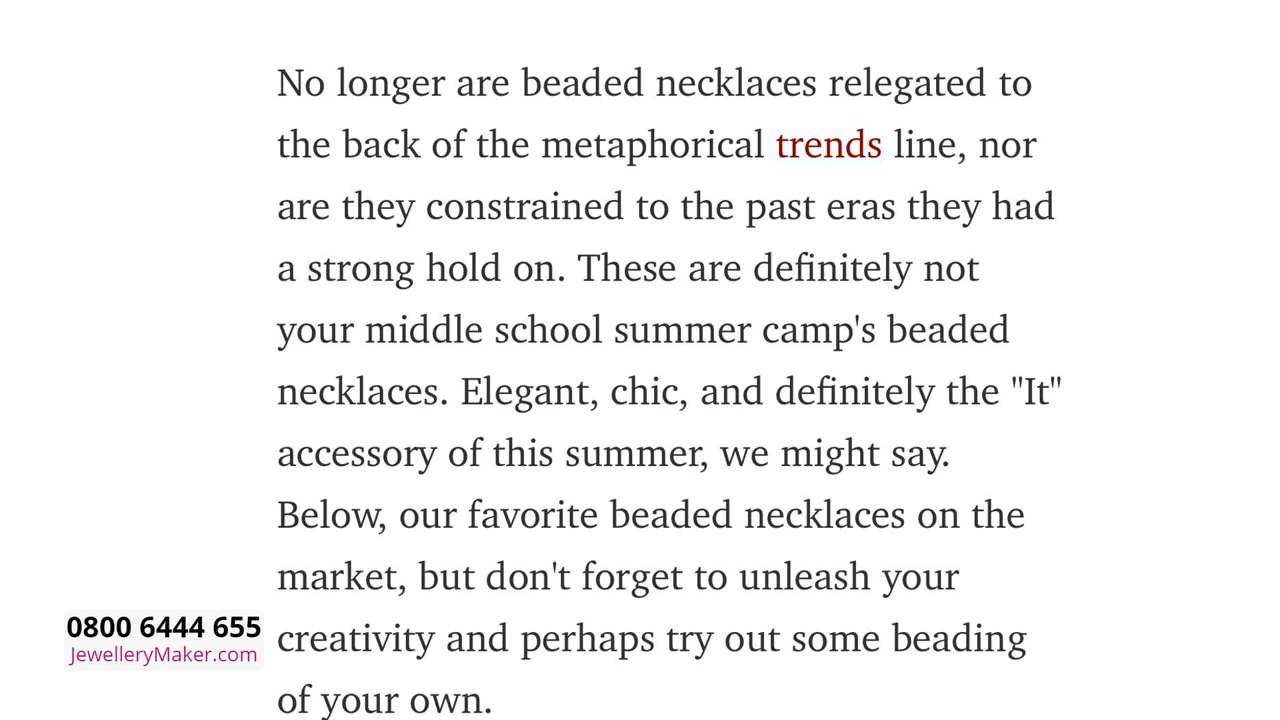 No longer are beaded necklaces relegated to
the back of the metaphorical trends line, nor
are they constrained to the past eras they had
a strong hold on. These are definitely not
your middle school summer camp's beaded
necklaces. Elegant, chic, and definitely the "It"
accessory of this summer, we might say.
Below, our favorite beaded necklaces on the
market, but don't forget to unleash your
creativity and perhaps try out some beading
of your own.
0800 6444 655
JewelleryMaker.com